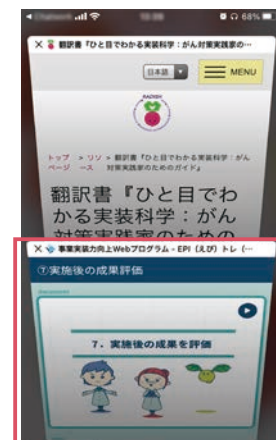 68%
× 翻訳書『ひと目でわかる実装科学:がん対策実践家の…
日本語
MENU
RADISH
トップページ > リソース > 翻訳書『ひと目でわかる実装科学:がん対策実践家のためのガイド』
翻訳書『ひと目でわ
かる実装科学:がん
対策実践家のための
× 事業実装力向上Webプログラム - EPI(えび)トレ(…
⑦実施後の成果評価
7. 実施後の成果を評価